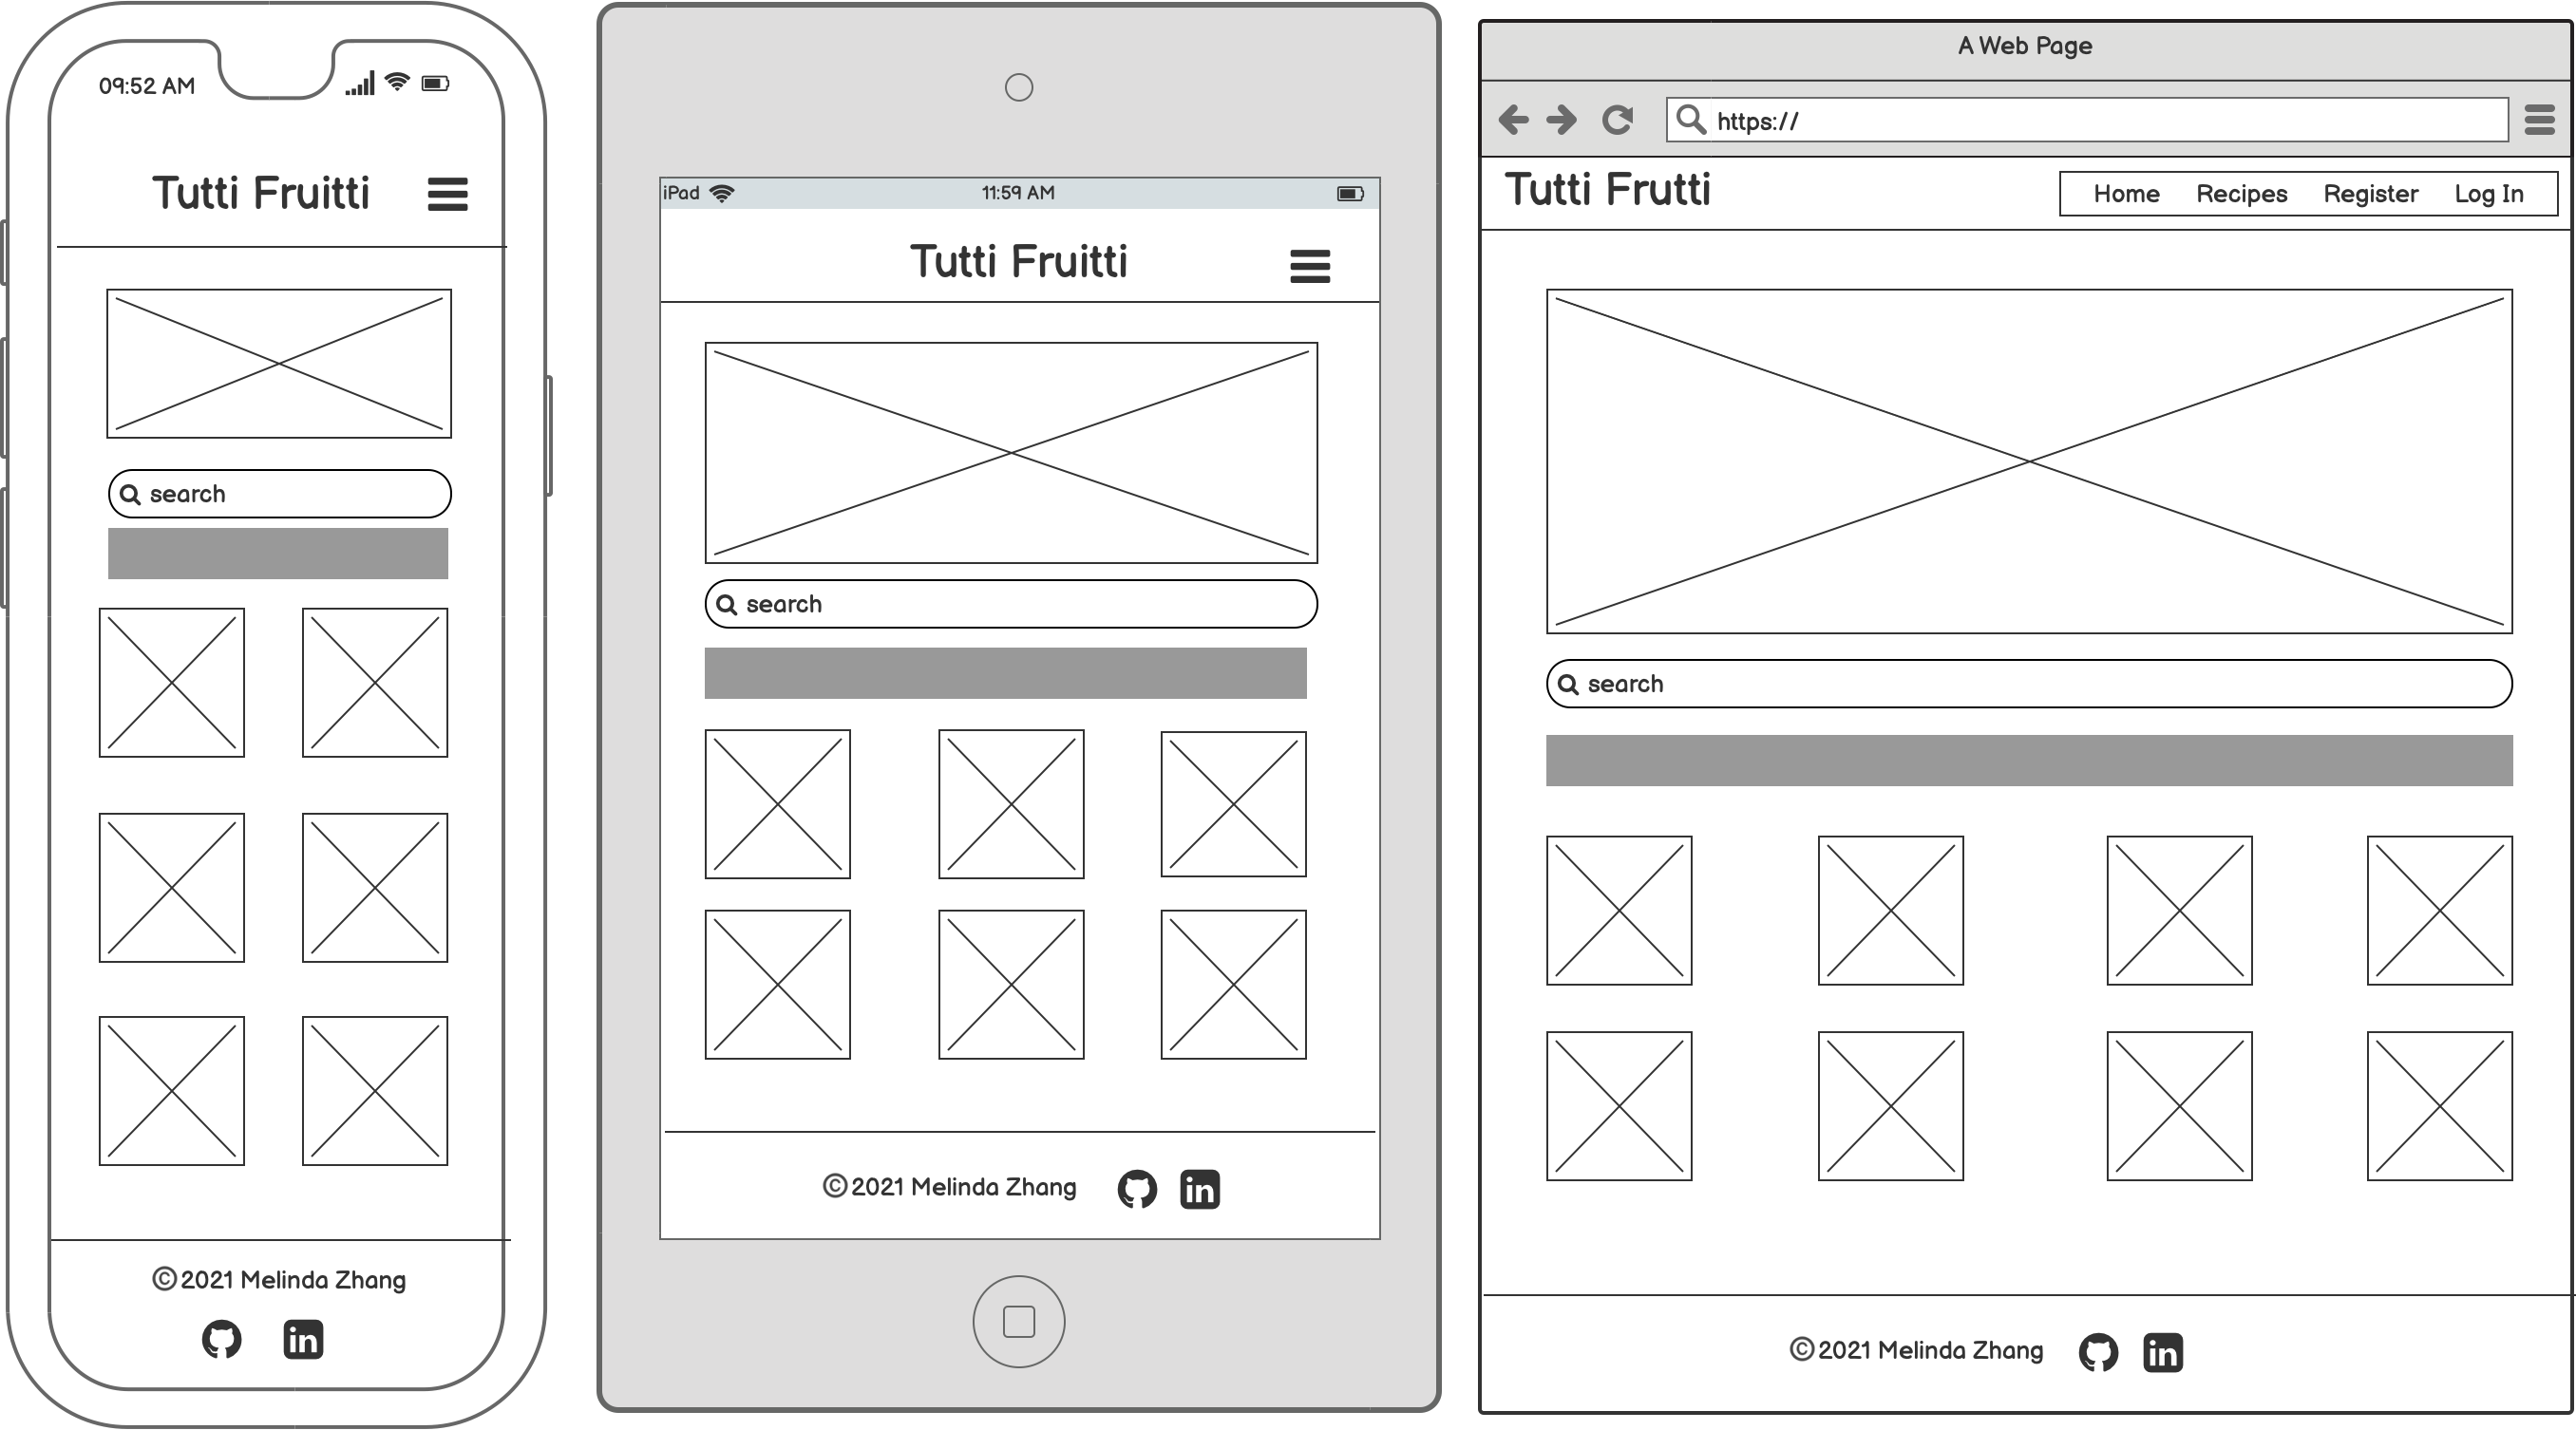 09:52 AM
Tutti Fruitti
search
©2021 Melinda Zhang
in
iPad
11:59 AM
Tutti Fruitti
search
©2021 Melinda Zhang
in
A Web Page
https://
Tutti Frutti
Home Recipes Register Log In
search
©2021 Melinda Zhang
in